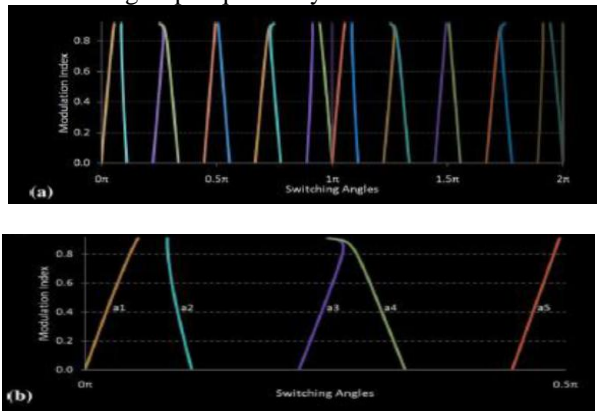 0.8
0.6
0.4
0.2
0.0
Modulation Index
0π 0.5π 1π 1.5π 2π
Switching Angles
(a)
0.8
0.6
0.4
0.2
0.0
Modulation Index
a1 a2 a3 a4 a5
0π 0.5π
Switching Angles
(b)